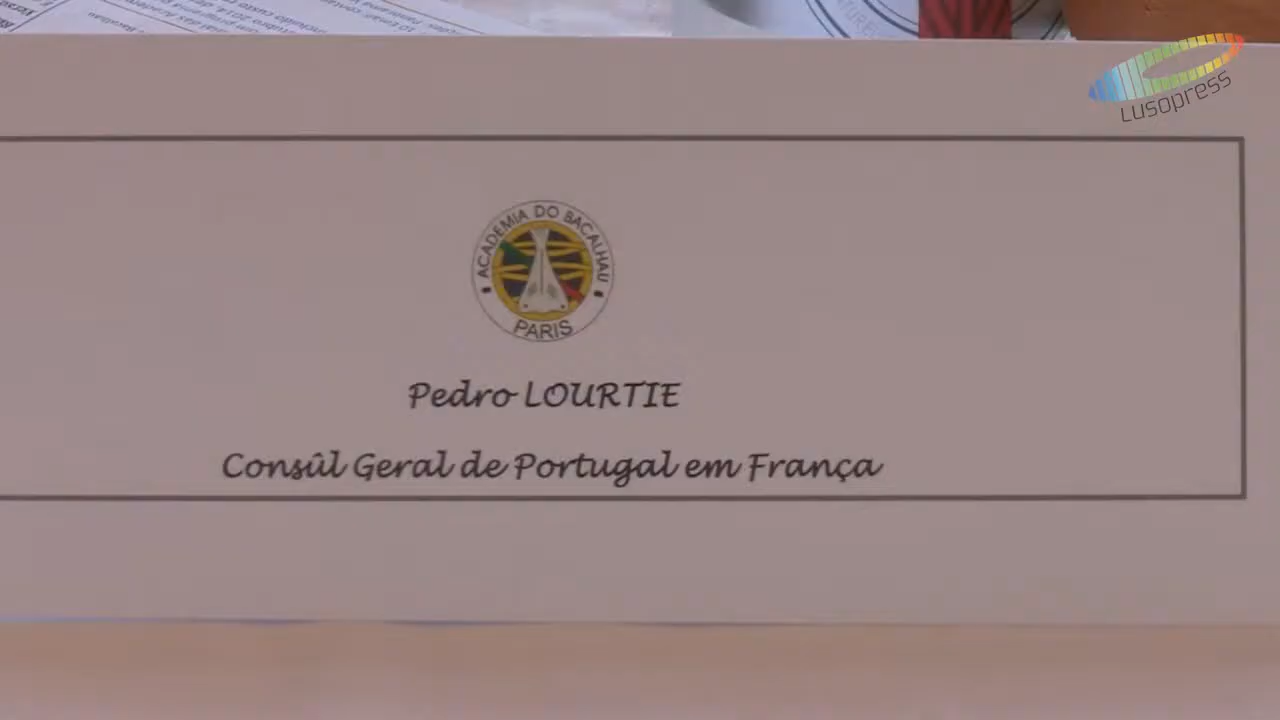 LUSOPRESS
ACADEMIA DO BACALHAU
PARIS
Pedro LOURTIE
Consûl Geral de Portugal em França